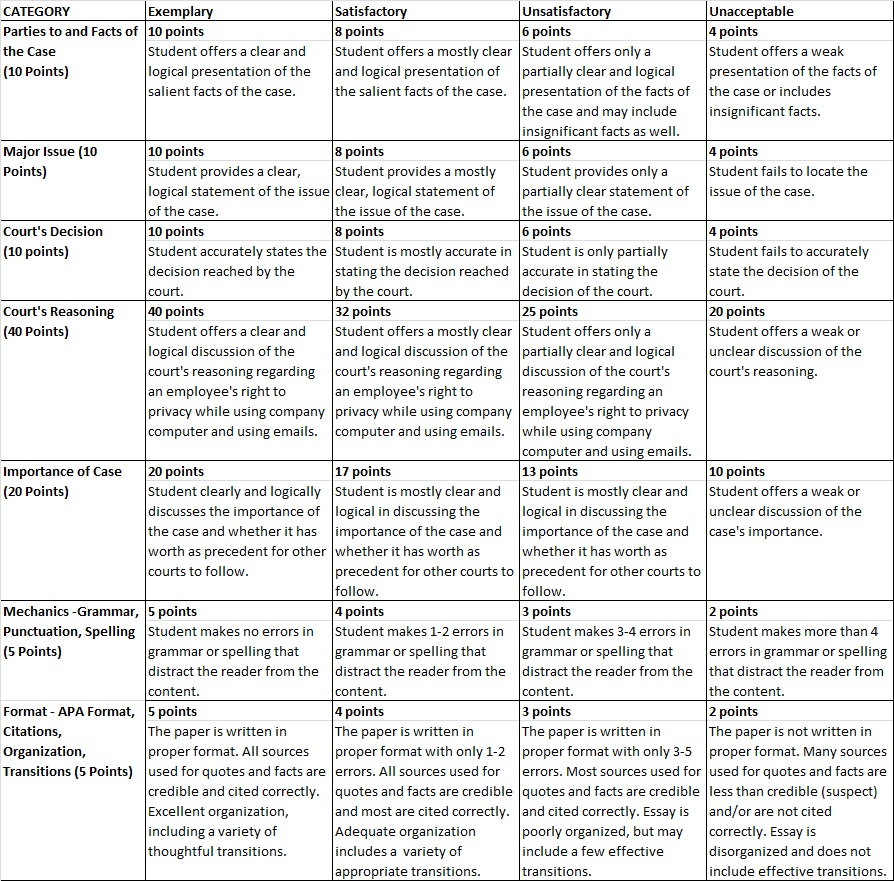 CATEGORY
Exemplary
Satisfactory
Unsatisfactory
Unacceptable
Parties to and Facts of
the Case
(10 Points)
10 points
Student offers a clear and
logical presentation of the
salient facts of the case.
8 points
Student offers a mostly clear
and logical presentation of
the salient facts of the case.
6 points
Student offers only a
partially clear and logical
presentation of the facts of
the case and may include
insignificant facts as well.
4 points
Student offers a weak
presentation of the facts of
the case or includes
insignificant facts.
Major Issue (10
Points)
10 points
Student provides a clear,
logical statement of the issue
of the case.
8 points
Student provides a mostly
clear, logical statement of
the issue of the case.
6 points
Student provides only a
partially clear statement of
the issue of the case.
4 points
Student fails to locate the
issue of the case.
Court's Decision
(10 points)
10 points
Student accurately states the
decision reached by the
court.
8 points
Student is mostly accurate in
stating the decision reached
by the court.
6 points
Student is only partially
accurate in stating the
decision of the court.
4 points
Student fails to accurately
state the decision of the
court.
Court's Reasoning
(40 Points)
40 points
Student offers a clear and
logical discussion of the
court's reasoning regarding
an employee's right to
privacy while using company
computer and using emails.
32 points
Student offers a mostly clear
and logical discussion of the
court's reasoning regarding
an employee's right to
privacy while using company
computer and using emails.
25 points
Student offers only a
partially clear and logical
discussion of the court's
reasoning regarding an
employee's right to privacy
while using company
computer and using emails.
20 points
Student offers a weak or
unclear discussion of the
court's reasoning.
Importance of Case
(20 Points)
20 points
Student clearly and logically
discusses the importance of
the case and whether it has
worth as precedent for other
courts to follow.
17 points
Student is mostly clear and
logical in discussing the
importance of the case and
whether it has worth as
precedent for other courts to
follow.
13 points
Student is mostly clear and
logical in discussing the
importance of the case and
whether it has worth as
precedent for other courts to
follow.
10 points
Student offers a weak or
unclear discussion of the
case's importance.
Mechanics -Grammar,
Punctuation, Spelling
(5 Points)
5 points
Student makes no errors in
grammar or spelling that
distract the reader from the
content.
4 points
Student makes 1-2 errors in
grammar or spelling that
distract the reader from the
content.
3 points
Student makes 3-4 errors in
grammar or spelling that
distract the reader from the
content.
2 points
Student makes more than 4
errors in grammar or spelling
that distract the reader from
the content.
Format - APA Format,
Citations,
Organization,
Transitions (5 Points)
5 points
The paper is written in
proper format. All sources
used for quotes and facts are
credible and cited correctly.
Excellent organization,
including a variety of
thoughtful transitions.
4 points
The paper is written in
proper format with only 1-2
errors. All sources used for
quotes and facts are credible
and most are cited correctly.
Adequate organization
includes a variety of
appropriate transitions.
3 points
The paper is written in
proper format with only 3-5
errors. Most sources used for
quotes and facts are credible
and cited correctly. Essay is
poorly organized, but may
include a few effective
transitions.
2 points
The paper is not written in
proper format. Many sources
used for quotes and facts are
less than credible (suspect)
and/or are not cited
correctly. Essay is
disorganized and does not
include effective transitions.